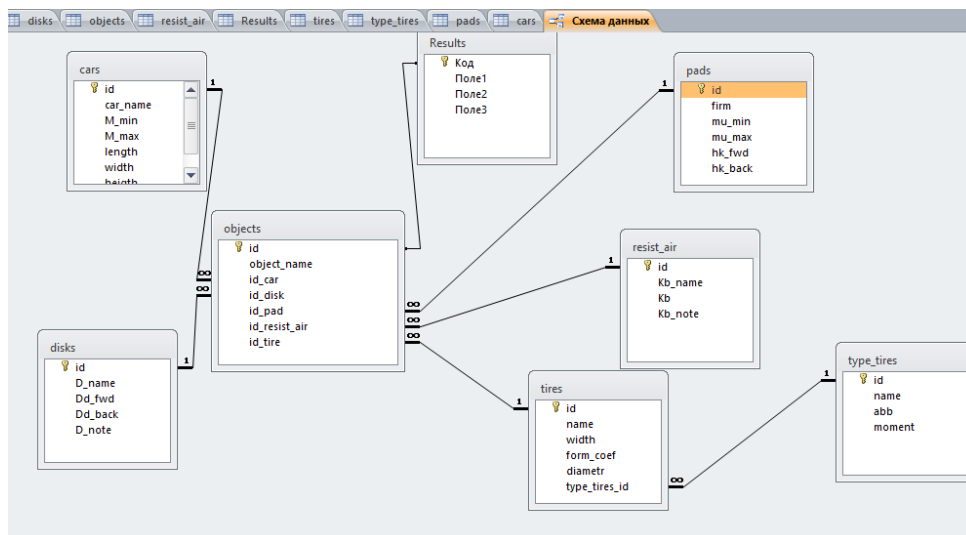 disks objects resist_air Results tires type_tires pads cars Схема данных
cars
id
car_name
M_min
M_max
length
width
heigth
1
∞
Results
Код
Поле1
Поле2
Поле3
pads
id
firm
mu_min
mu_max
hk_fwd
hk_back
1
∞
objects
id
object_name
id_car
id_disk
id_pad
id_resist_air
id_tire
∞
∞
resist_air
id
Kb_name
Kb
Kb_note
1
∞
disks
id
D_name
Dd_fwd
Dd_back
D_note
1
tires
id
name
width
form_coef
diametr
type_tires_id
1
∞
type_tires
id
name
abb
moment
1